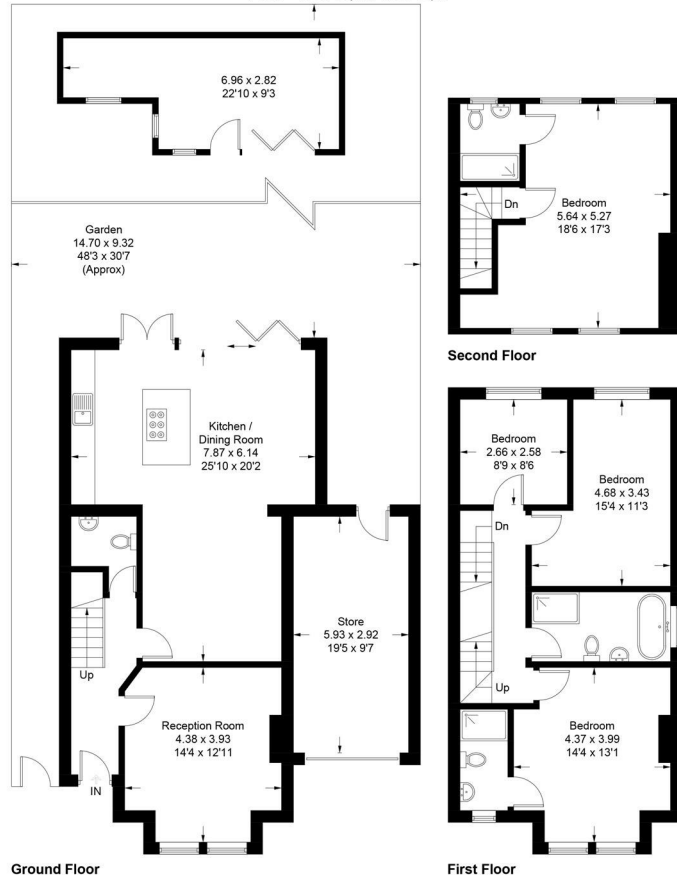 6.96 x 2.82
22'10 x 9'3
Garden
14.70 x 9.32
48'3 x 30'7
(Approx)
Kitchen /
Dining Room
7.87 x 6.14
25'10 x 20'2
Store
5.93 x 2.92
19'5 x 9'7
Up
Reception Room
4.38 x 3.93
14'4 x 12'11
IN
Ground Floor
Dn
Bedroom
5.64 x 5.27
18'6 x 17'3
Second Floor
Bedroom
2.66 x 2.58
8'9 x 8'6
Bedroom
4.68 x 3.43
15'4 x 11'3
Dn
Up
Bedroom
4.37 x 3.99
14'4 x 13'1
First Floor